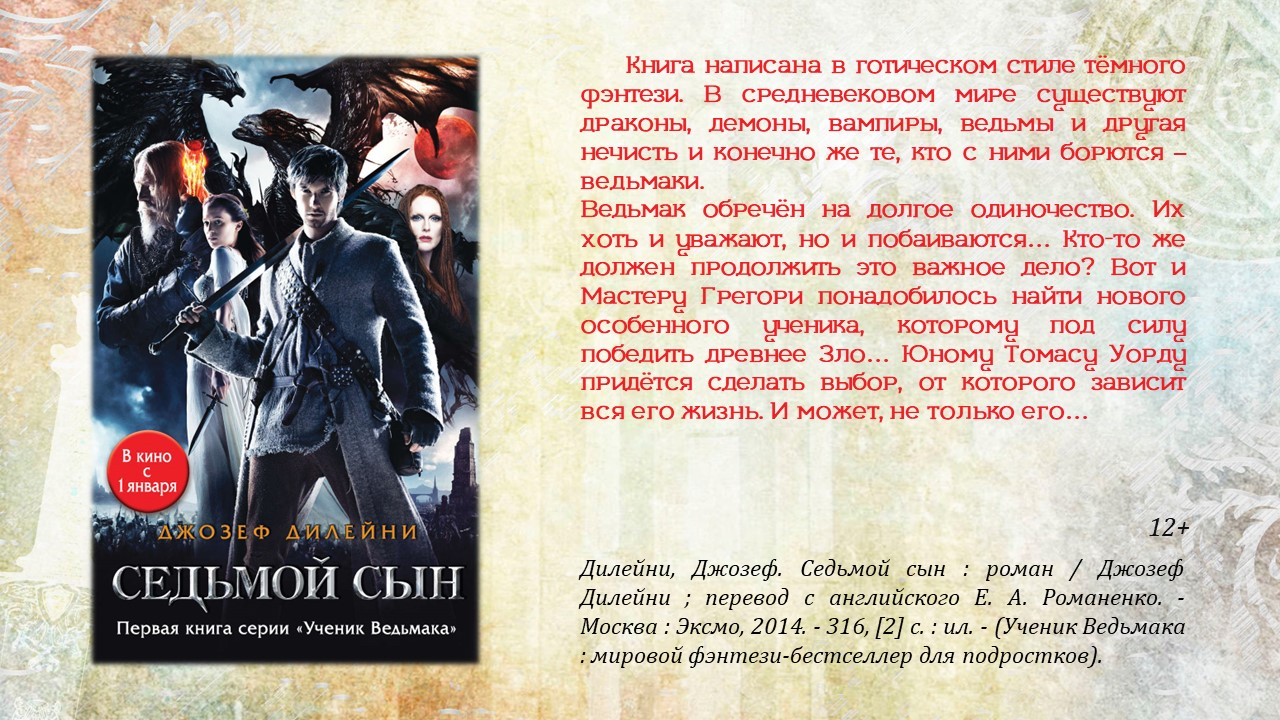 В кино
с
1 января
ДЖОЗЕФ ДИЛЕЙНИ
СЕДЬМОЙ СЫН
Первая книга серии «Ученик Ведьмака»
Книга написана в готическом стиле тёмного
фэнтези. В средневековом мире существуют
драконы, демоны, вампиры, ведьмы и другая
нечисть и конечно же те, кто с ними борются –
ведьмаки.
Ведьмак обречён на долгое одиночество. Их
хоть и уважают, но и побаиваются... Кто-то же
должен продолжить это важное дело? Вот и
Мастеру Грегори понадобилось найти нового
особенного ученика, которому под силу
победить древнее Зло... Юному Томасу Уорду
придётся сделать выбор, от которого зависит
вся его жизнь. И может, не только его...
12+
Дилейни, Джозеф. Седьмой сын : роман / Джозеф
Дилейни ; перевод с английского Е. А. Романенко. -
Москва : Эксмо, 2014. - 316, [2] с. : ил. - (Ученик Ведьмака
: мировой фэнтези-бестселлер для подростков).